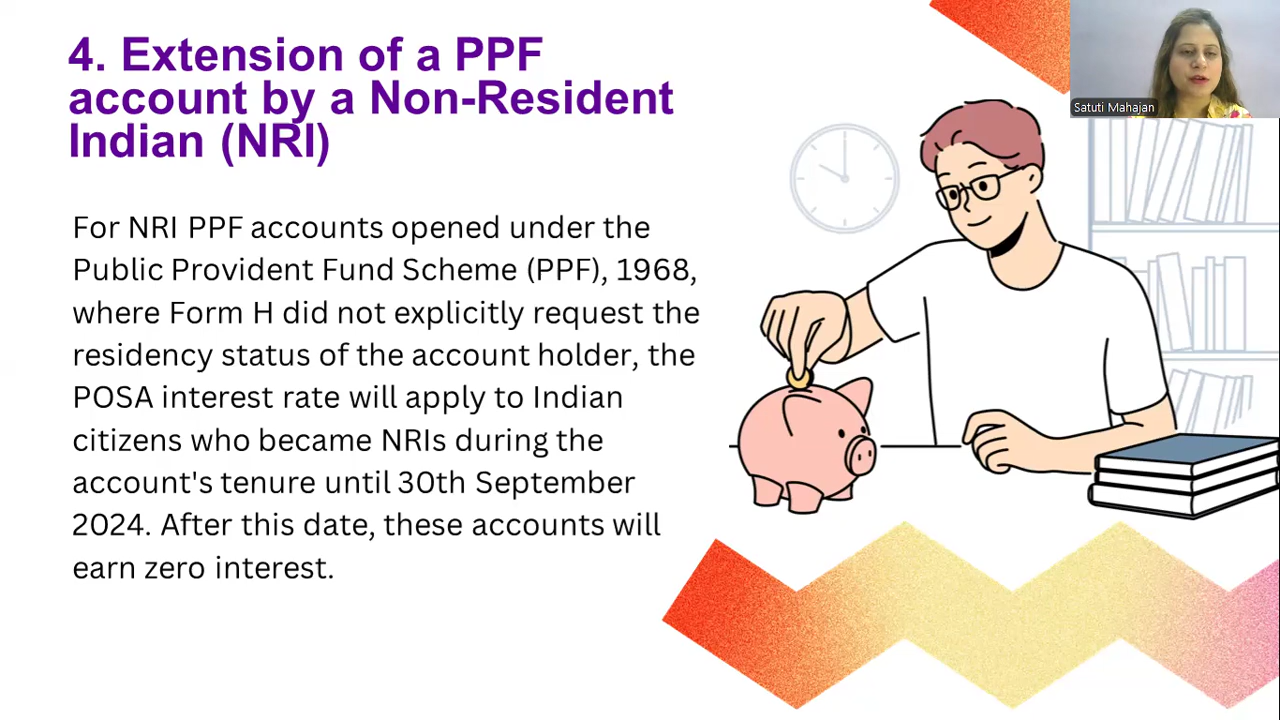 4. Extension of a PPF
account by a Non-Resident
Indian (NRI)
Satuti Mahajan
For NRI PPF accounts opened under the
Public Provident Fund Scheme (PPF), 1968,
where Form H did not explicitly request the
residency status of the account holder, the
POSA interest rate will apply to Indian
citizens who became NRIs during the
account's tenure until 30th September
2024. After this date, these accounts will
earn zero interest.